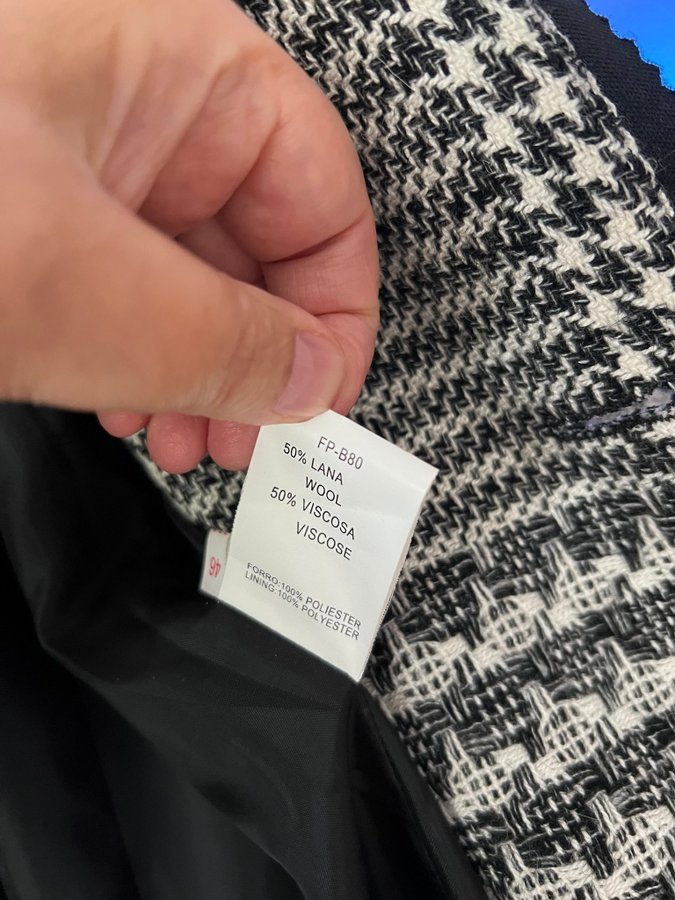 FP-B80
50% LANA
WOOL
50% VISCOSA
VISCOSE
FORRO:100% POLIESTER
LINING:100% POLYESTER
46